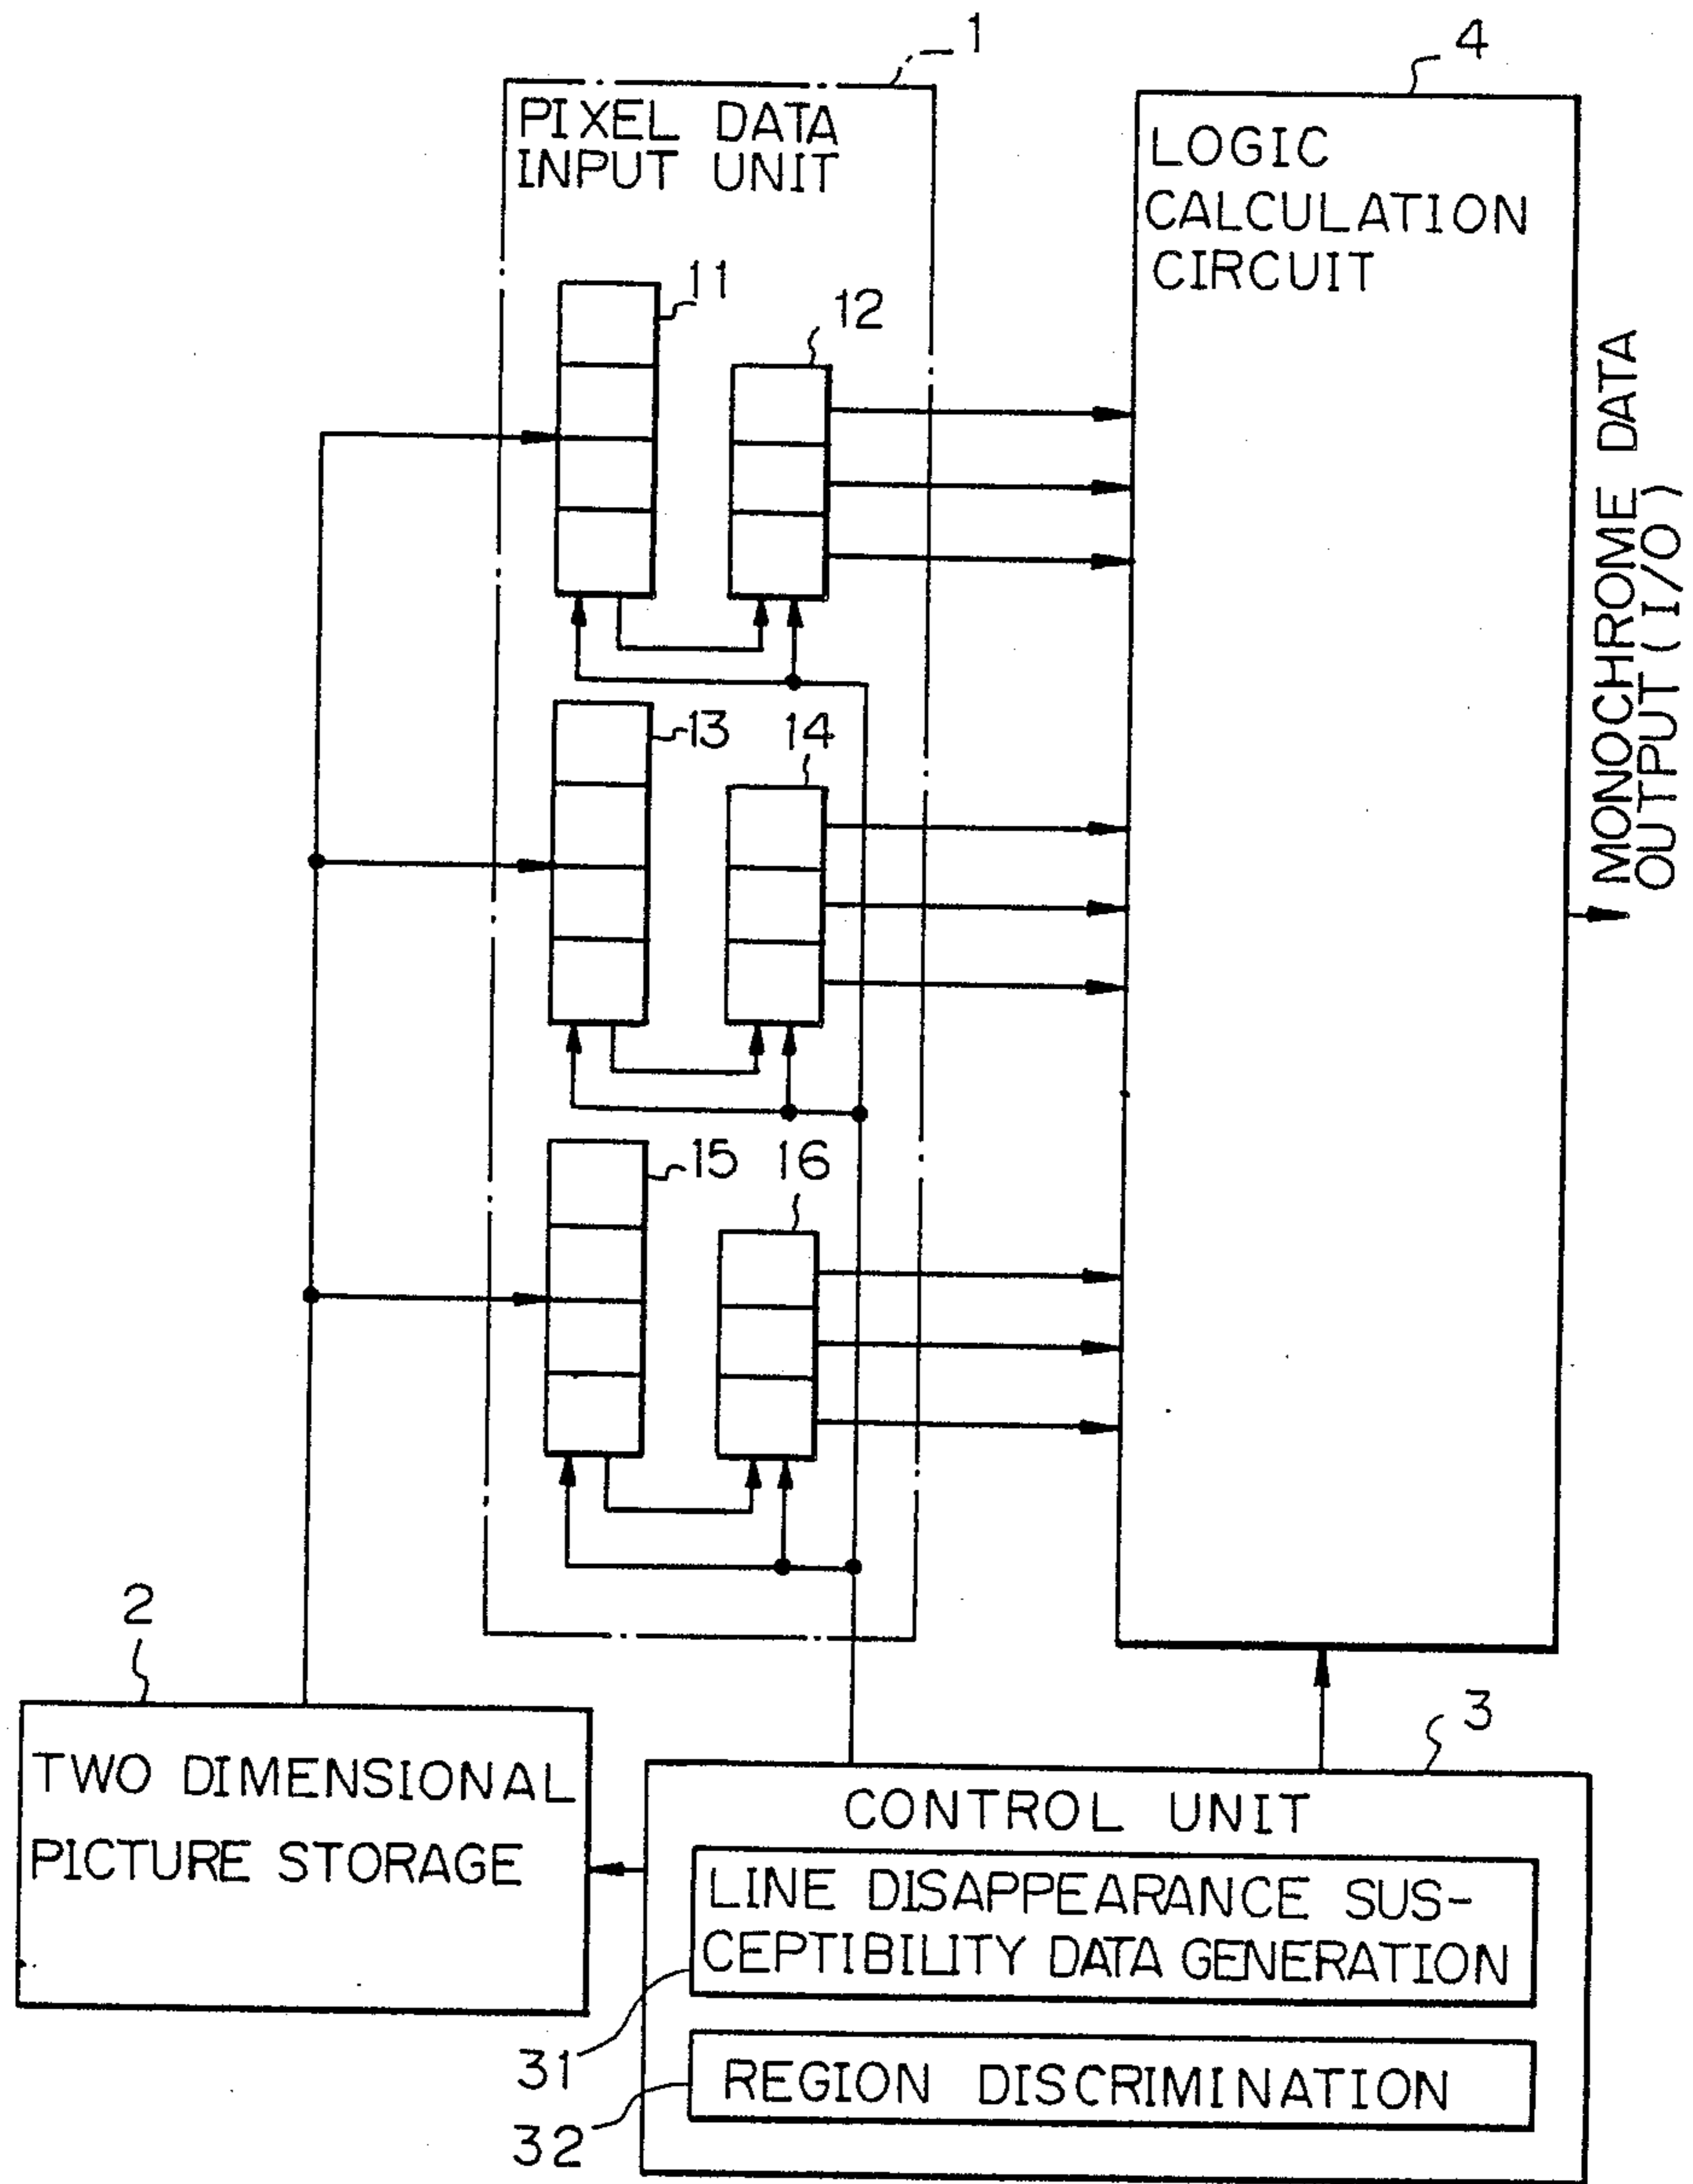 1
4
PIXEL DATA
INPUT UNIT
LOGIC
CALCULATION
CIRCUIT
11
12
13
14
15
16
MONOCHROME DATA
OUTPUT (I/O)
2
TWO DIMENSIONAL
PICTURE STORAGE
3
CONTROL UNIT
LINE DISAPPEARANCE SUS-
CEPTIBILITY DATA GENERATION
31
REGION DISCRIMINATION
32